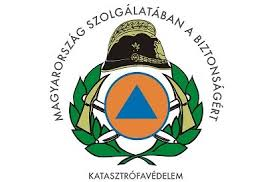 MAGYARORSZÁG SZOLGÁLATÁBAN A BIZTONSÁGÉRT
KATASZTRÓFAVÉDELEM